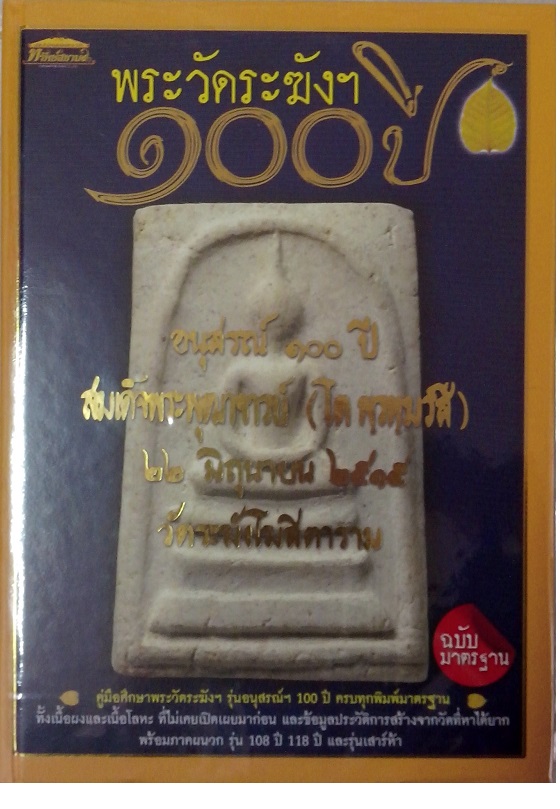 พระวัดระฆังฯ
๑๐๐ ปี
อนุสรณ์ ๑๐๐ ปี
สมเด็จพระพุฒาจารย์ (โต พฺรหฺมรํสี)
๒๒ มิถุนายน ๒๕๑๕
วัดระฆังโฆสิตาราม
ฉบับ
มาตรฐาน
คู่มือศึกษาพระวัดระฆังฯ รุ่นอนุสรณ์ฯ 100 ปี ครบทุกพิมพ์มาตรฐาน
ทั้งเนื้อผงและเนื้อโลหะ ที่ไม่เคยเปิดเผยมาก่อน และข้อมูลประวัติการสร้างจากวัดที่หาได้ยาก
พร้อมภาคผนวก รุ่น 108 ปี 118 ปี และรุ่นเสาร์ห้า